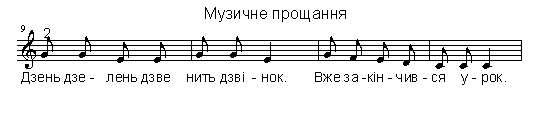 Музичне прощання
9
2
Дзень дзе - лень дзве нить дзві - нок. Вже за - кін - чив - ся у - рок.